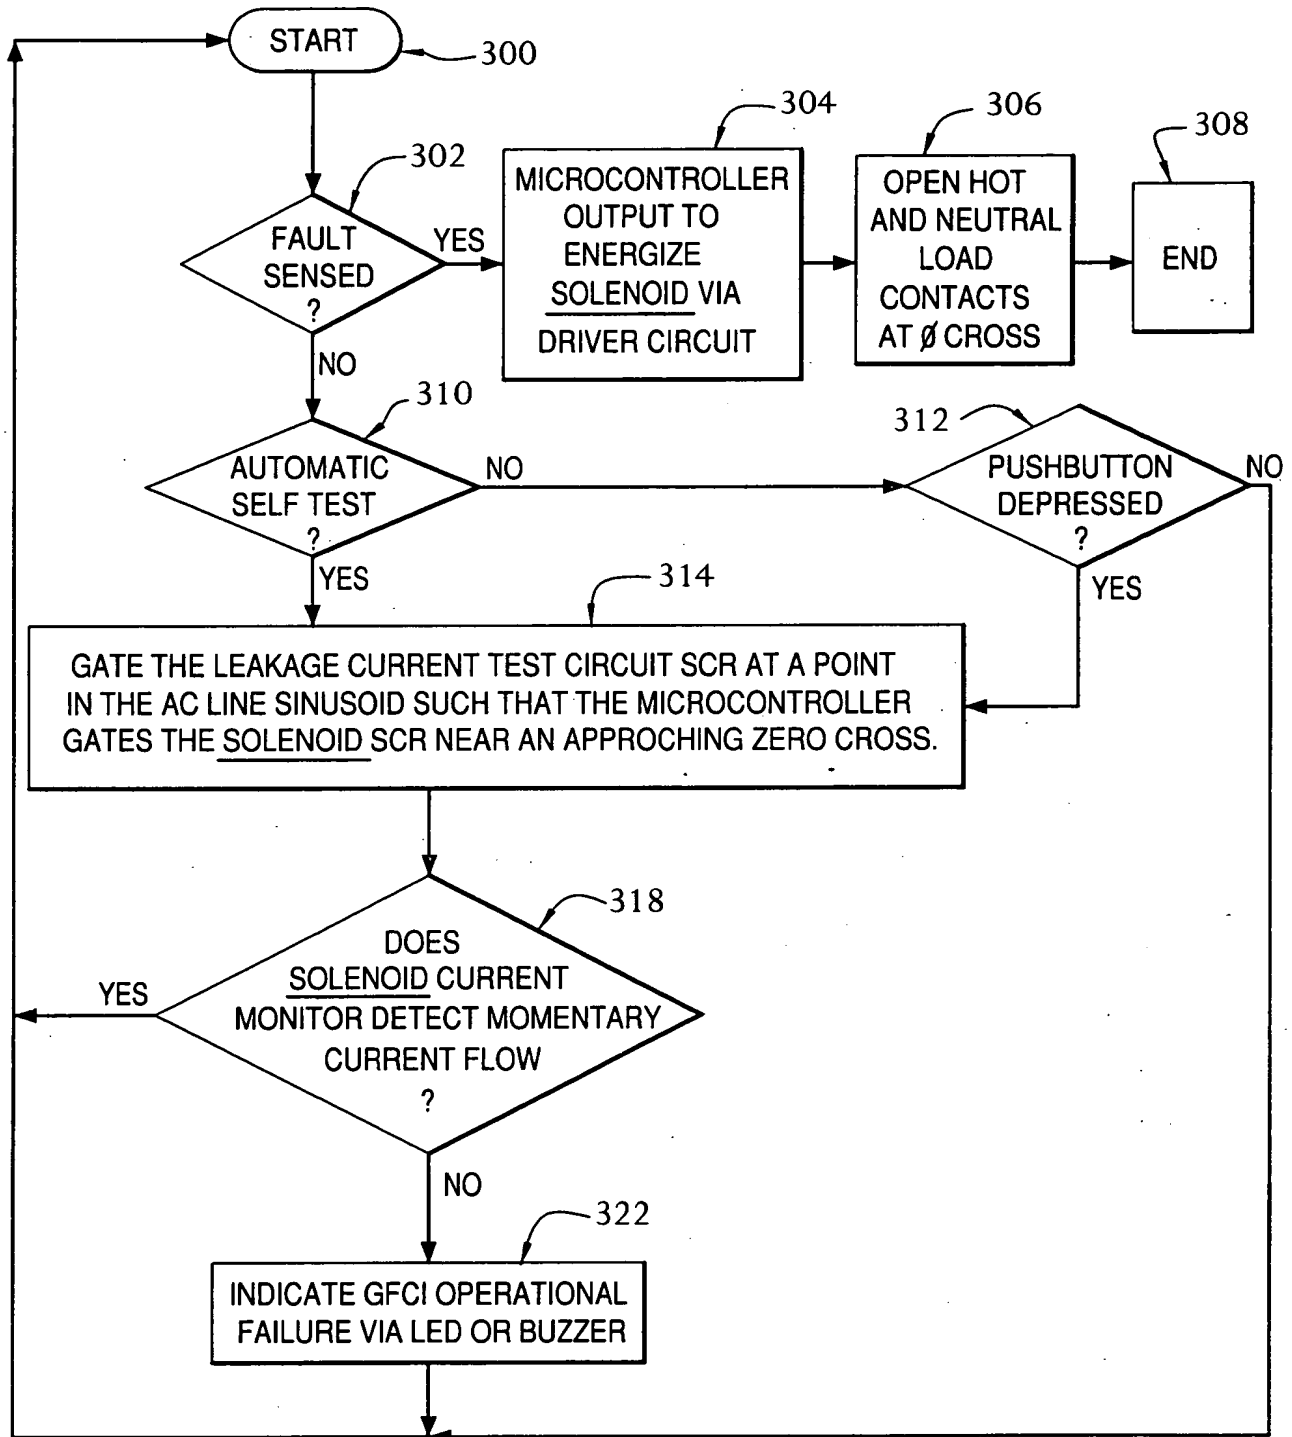 START
300
302
FAULT
SENSED
?
YES
NO
304
MICROCONTROLLER
OUTPUT TO
ENERGIZE
SOLENOID VIA
DRIVER CIRCUIT
306
OPEN HOT
AND NEUTRAL
LOAD
CONTACTS
AT Ø CROSS
308
END
310
AUTOMATIC
SELF TEST
?
NO
YES
312
PUSHBUTTON
DEPRESSED
?
NO
YES
314
GATE THE LEAKAGE CURRENT TEST CIRCUIT SCR AT A POINT
IN THE AC LINE SINUSOID SUCH THAT THE MICROCONTROLLER
GATES THE SOLENOID SCR NEAR AN APPROCHING ZERO CROSS.
318
DOES
SOLENOID CURRENT
MONITOR DETECT MOMENTARY
CURRENT FLOW
?
YES
NO
322
INDICATE GFCI OPERATIONAL
FAILURE VIA LED OR BUZZER